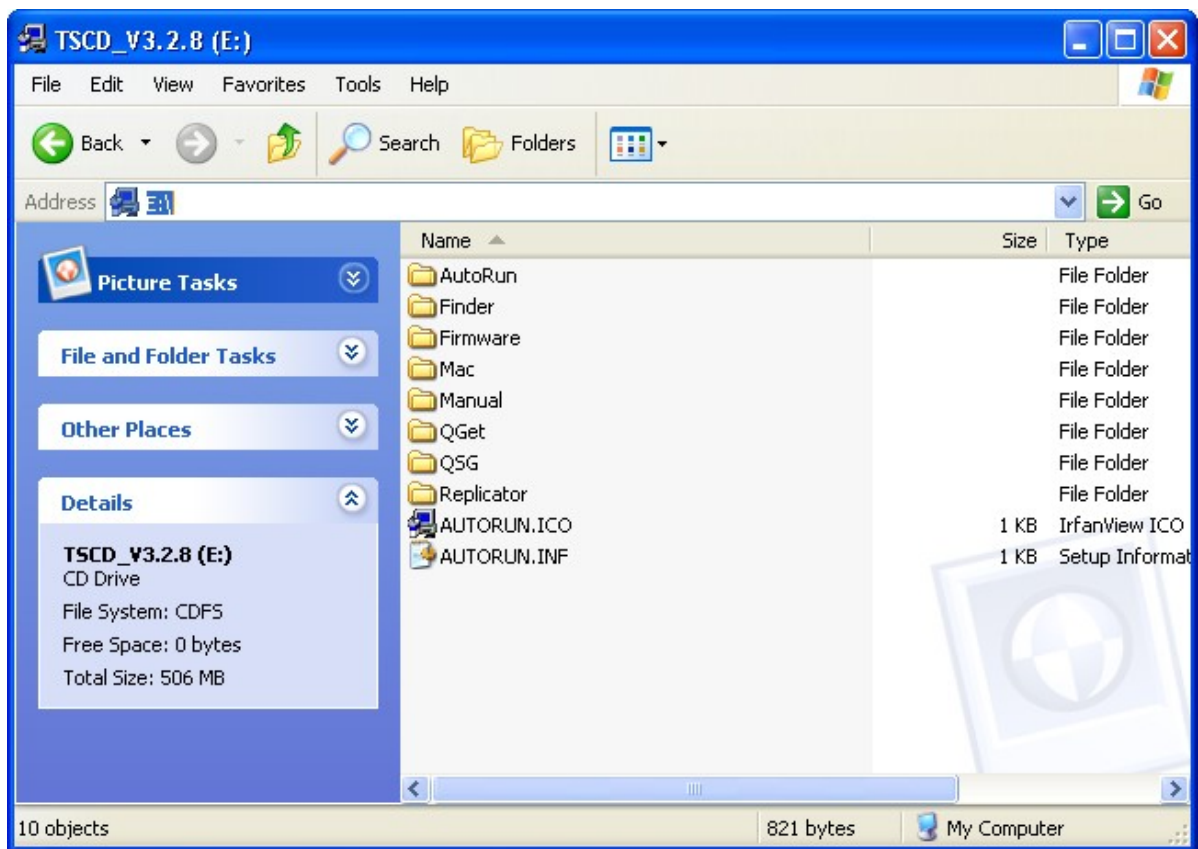 TSCD_V3.2.8 (E:)
File Edit View Favorites Tools Help
Back Search Folders
Address E:\ Go
Name Size Type
Picture Tasks
File and Folder Tasks
Other Places
Details
TSCD_V3.2.8 (E:)
CD Drive
File System: CDFS
Free Space: 0 bytes
Total Size: 506 MB
AutoRun File Folder
Finder File Folder
Firmware File Folder
Mac File Folder
Manual File Folder
QGet File Folder
QSG File Folder
Replicator File Folder
AUTORUN.ICO 1 KB IrfanView ICO
AUTORUN.INF 1 KB Setup Informat
10 objects 821 bytes My Computer